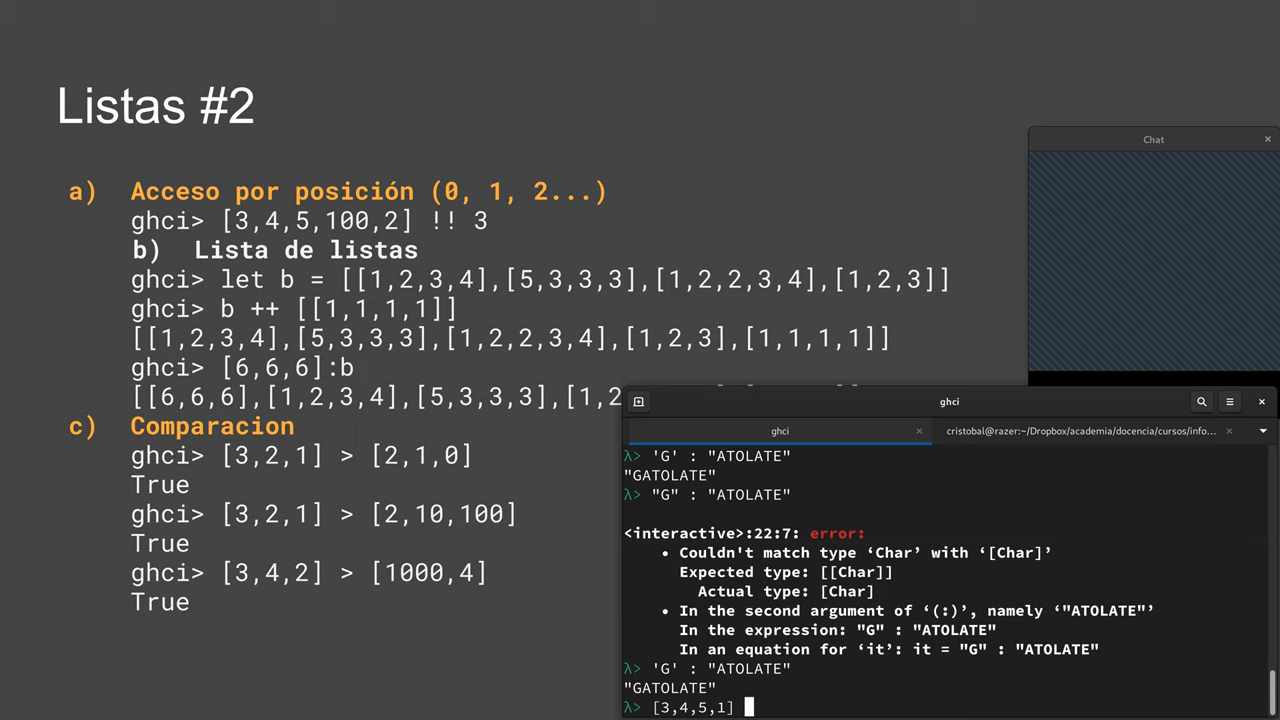 Listas #2
a) Acceso por posición (0, 1, 2...)
ghci> [3,4,5,100,2] !! 3
b) Lista de listas
ghci> let b = [[1,2,3,4],[5,3,3,3],[1,2,2,3,4],[1,2,3]]
ghci> b ++ [[1,1,1,1]]
[[1,2,3,4],[5,3,3,3],[1,2,2,3,4],[1,2,3],[1,1,1,1]]
ghci> [6,6,6]:b
[[6,6,6],[1,2,3,4],[5,3,3,3],[1,2
c) Comparacion
ghci> [3,2,1] > [2,1,0]
True
ghci> [3,2,1] > [2,10,100]
True
ghci> [3,4,2] > [1000,4]
True
Chat
ghci
ghci
cristobal@razer:~/Dropbox/academia/docencia/cursos/info...
λ> 'G' : "ATOLATE"
"GATOLATE"
λ> "G" : "ATOLATE"
<interactive>:22:7: error:
• Couldn't match type ‘Char’ with ‘[Char]’
Expected type: [[Char]]
Actual type: [Char]
• In the second argument of ‘(:)’, namely ‘"ATOLATE"’
In the expression: "G" : "ATOLATE"
In an equation for ‘it’: it = "G" : "ATOLATE"
λ> 'G' : "ATOLATE"
"GATOLATE"
λ> [3,4,5,1]